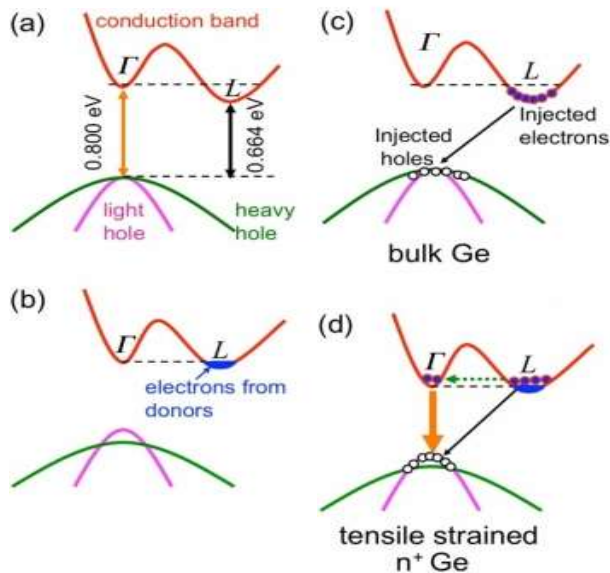 (a)
conduction band
Γ
L
0.800 eV
0.664 eV
light
hole
heavy
hole
(b)
Γ
L
electrons from
donors
(c)
Γ
L
Injected
holes
Injected
electrons
bulk Ge
(d)
Γ
L
tensile strained
n⁺ Ge